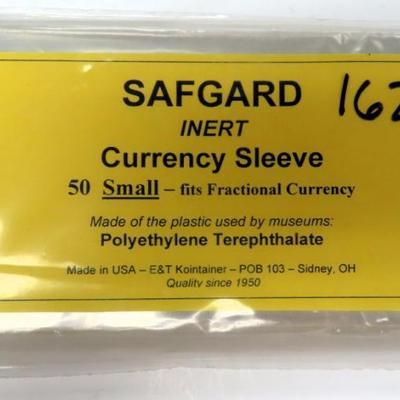 SAFGARD
INERT
Currency Sleeve
50 Small – fits Fractional Currency
Made of the plastic used by museums:
Polyethylene Terephthalate
Made in USA – E&T Kointainer – POB 103 – Sidney, OH
Quality since 1950